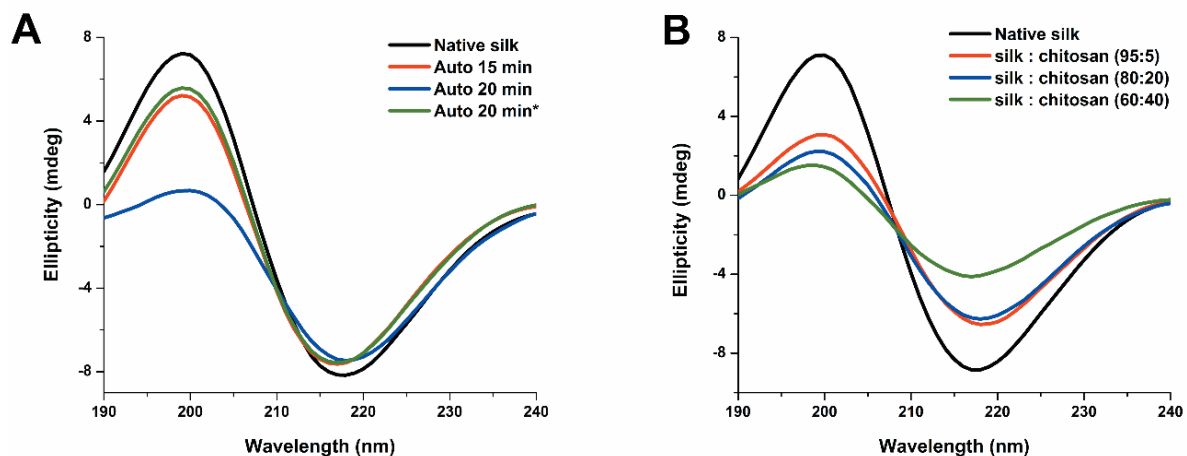 A
Native silk
Auto 15 min
Auto 20 min
Auto 20 min*
8
4
0
-4
-8
Ellipticity (mdeg)
190 200 210 220 230 240
Wavelength (nm)
B
Native silk
silk : chitosan (95:5)
silk : chitosan (80:20)
silk : chitosan (60:40)
8
4
0
-4
-8
Ellipticity (mdeg)
190 200 210 220 230 240
Wavelength (nm)